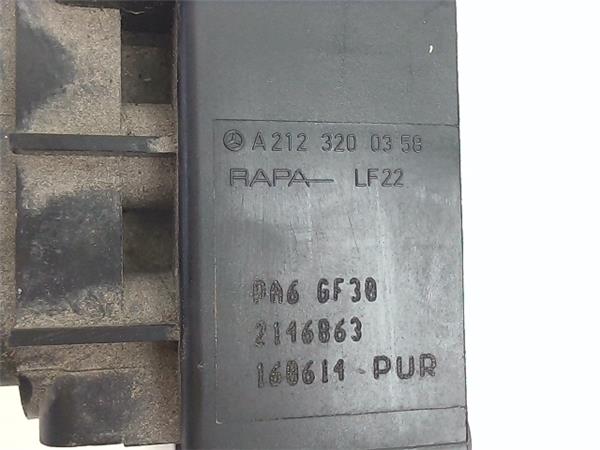 A 212 320 03 58
RAPA— LF22
PA6 GF30
2146863
160614 PUR